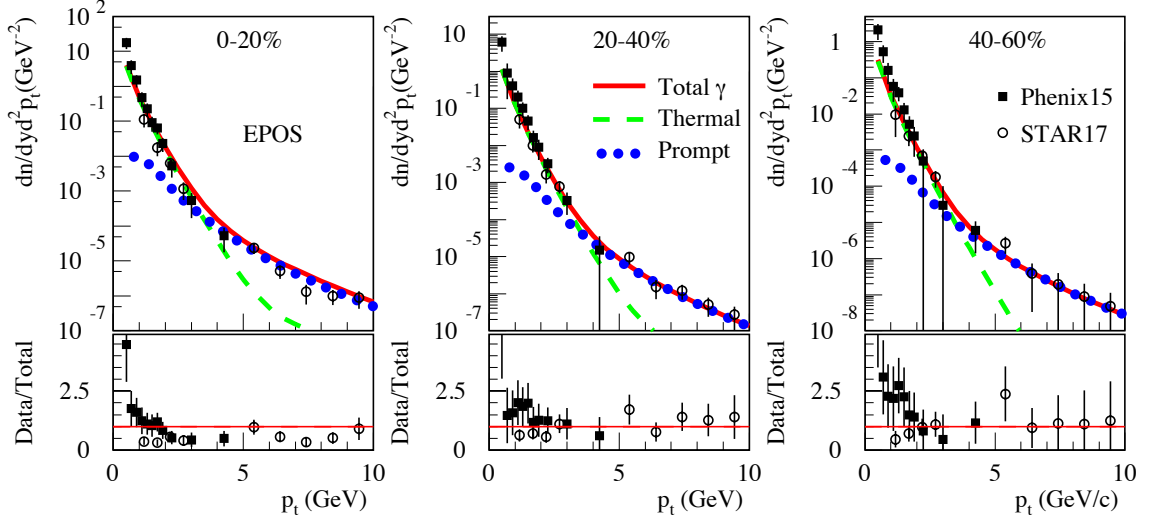 dn/dyd²pₜ(GeV⁻²)
10²
10
1
10⁻¹
10⁻³
10⁻⁵
10⁻⁷
0-20%
EPOS
Data/Total
2.5
0
0 5 10
pₜ (GeV)
dn/dyd²pₜ(GeV⁻²)
10
1
10⁻¹
10⁻³
10⁻⁵
10⁻⁷
20-40%
Total γ
Thermal
Prompt
Data/Total
2.5
0
0 5 10
pₜ (GeV)
dn/dyd²pₜ(GeV⁻²)
1
10⁻²
10⁻⁴
10⁻⁶
10⁻⁸
40-60%
Phenix15
STAR17
Data/Total
2.5
0
0 5 10
pₜ (GeV/c)